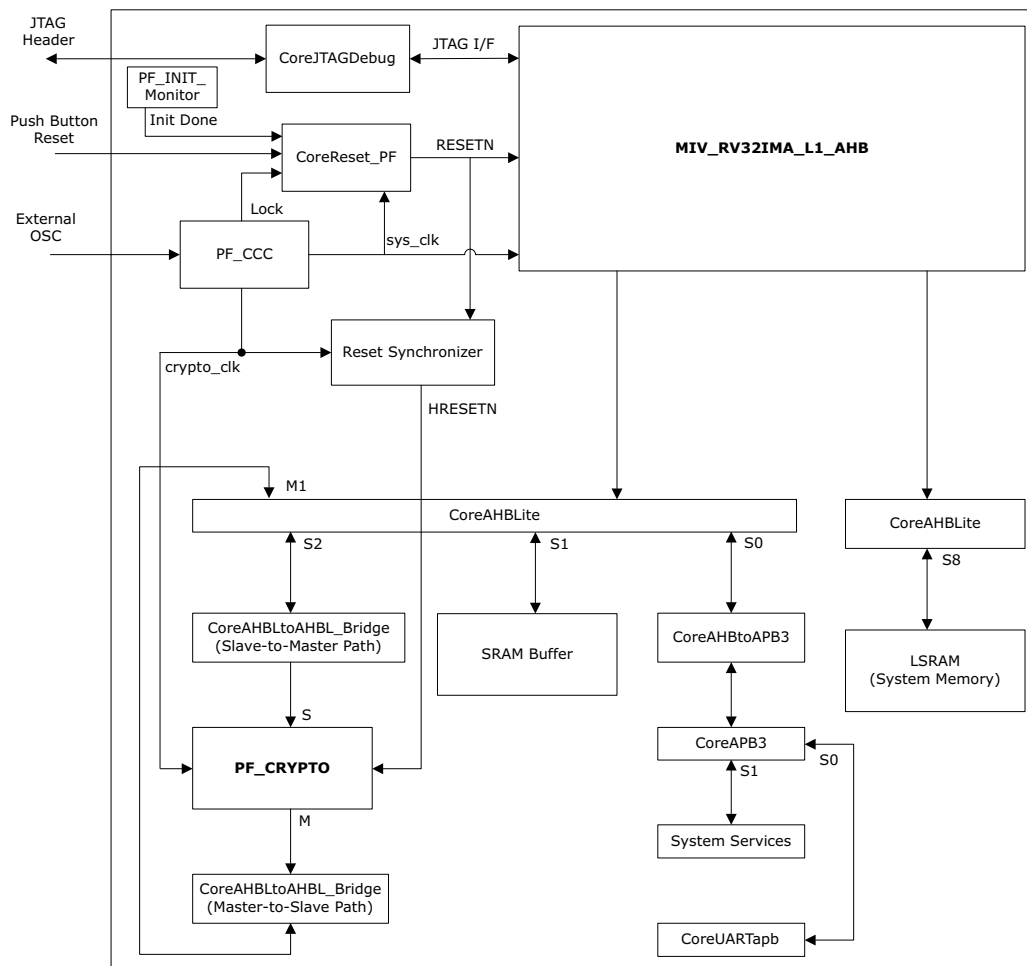 JTAG
Header
CoreJTAGDebug
JTAG I/F
PF_INIT_
Monitor
Init Done
Push Button
Reset
CoreReset_PF
RESETN
MIV_RV32IMA_L1_AHB
Lock
External
OSC
PF_CCC
sys_clk
crypto_clk
Reset Synchronizer
HRESETN
M1
CoreAHBLite
CoreAHBLite
S2
S1
S0
S8
CoreAHBLtoAHBL_Bridge
(Slave-to-Master Path)
SRAM Buffer
CoreAHBtoAPB3
LSRAM
(System Memory)
S
PF_CRYPTO
CoreAPB3
S0
S1
M
System Services
CoreAHBLtoAHBL_Bridge
(Master-to-Slave Path)
CoreUARTapb